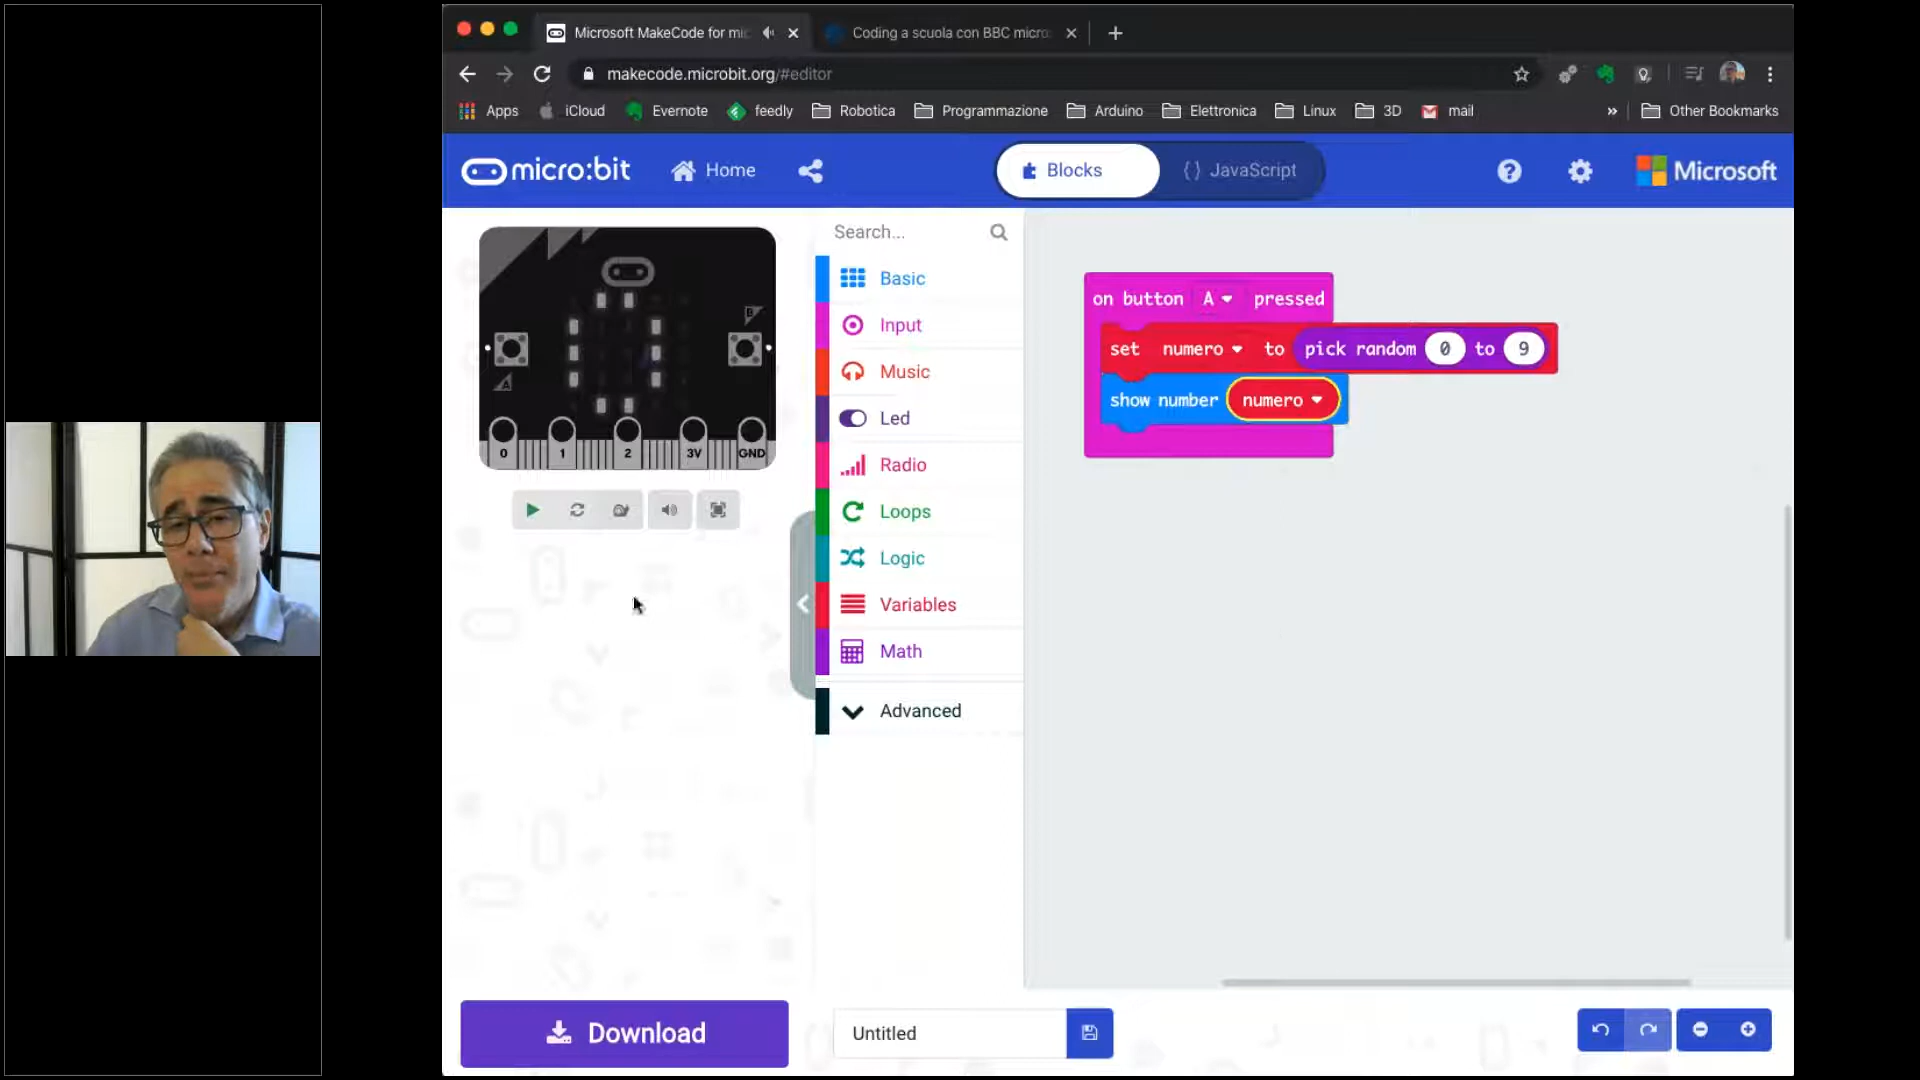 Microsoft MakeCode for mic
Coding a scuola con BBC micro:
makecode.microbit.org/#editor
Apps
iCloud
Evernote
feedly
Robotica
Programmazione
Arduino
Elettronica
Linux
3D
mail
»
Other Bookmarks
micro:bit
Home
Blocks
{} JavaScript
Microsoft
Search...
Basic
Input
Music
Led
Radio
Loops
Logic
Variables
Math
Advanced
A
B
0 1 2 3V GND
on button A pressed
set numero to pick random 0 to 9
show number numero
Download
Untitled